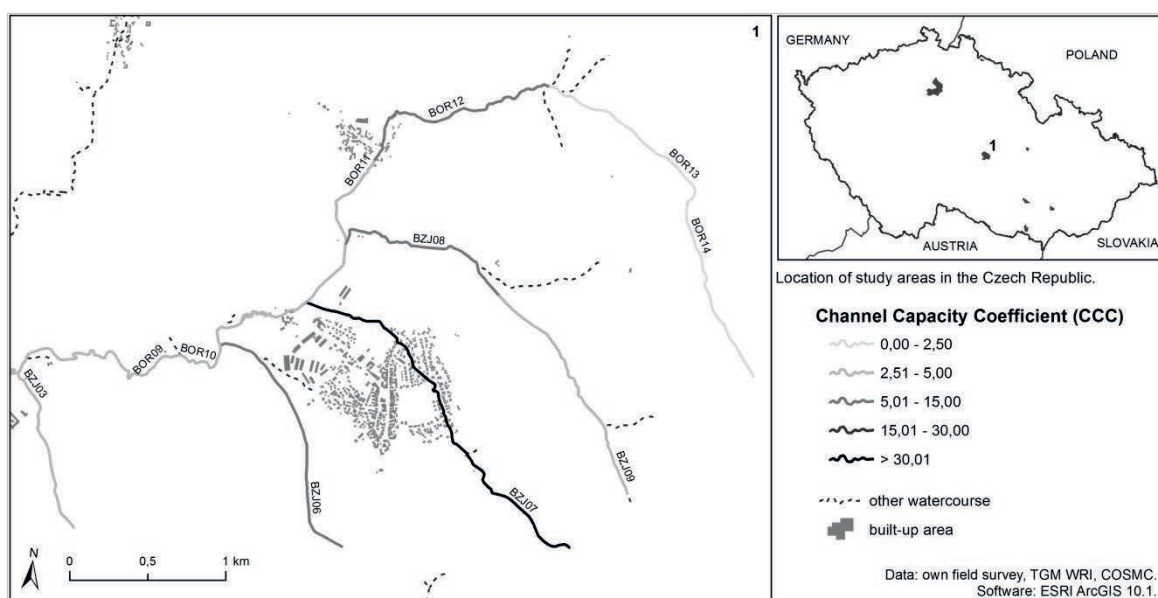 1
BOR12
BOR11
BOR13
BOR14
BZJ08
BOR09
BOR10
BZJ03
BZJ06
BZJ07
BZJ09
N
0 0,5 1 km
GERMANY
POLAND
1
AUSTRIA
SLOVAKIA
Location of study areas in the Czech Republic.
Channel Capacity Coefficient (CCC)
0,00 - 2,50
2,51 - 5,00
5,01 - 15,00
15,01 - 30,00
> 30,01
other watercourse
built-up area
Data: own field survey, TGM WRI, COSMC.
Software: ESRI ArcGIS 10.1.